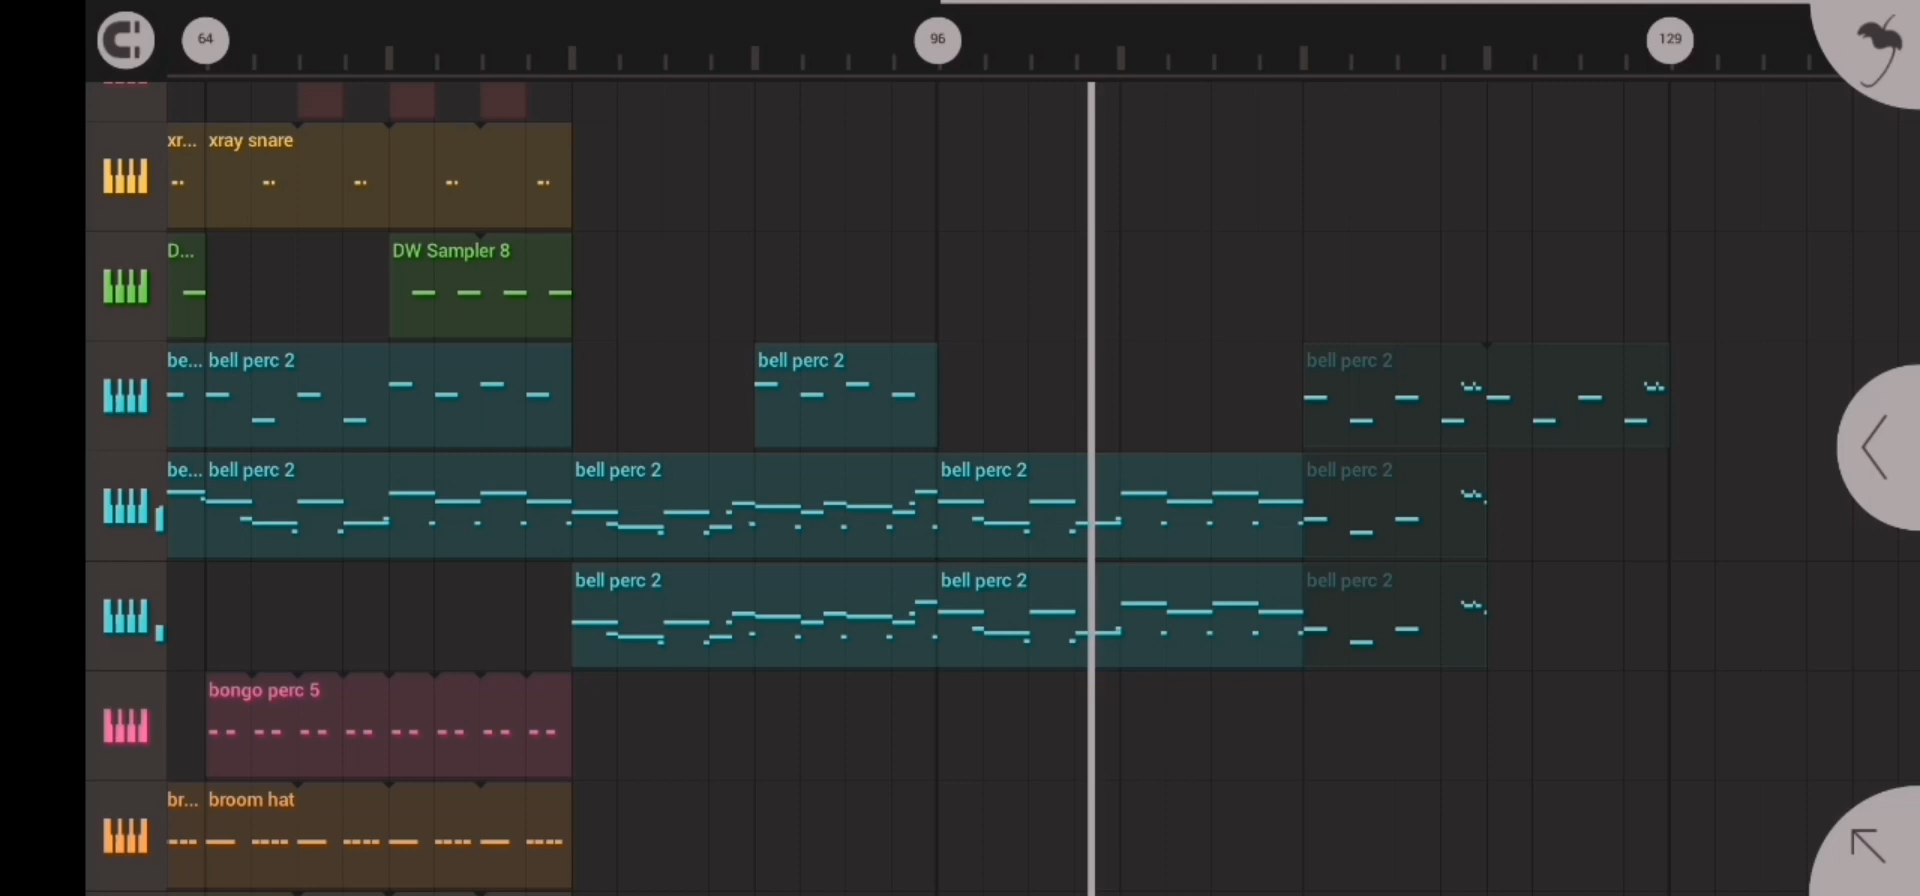 64 96 129
xr... xray snare
D... DW Sampler 8
be... bell perc 2 bell perc 2 bell perc 2
be... bell perc 2 bell perc 2 bell perc 2 bell perc 2
bell perc 2 bell perc 2 bell perc 2
bongo perc 5
br... broom hat